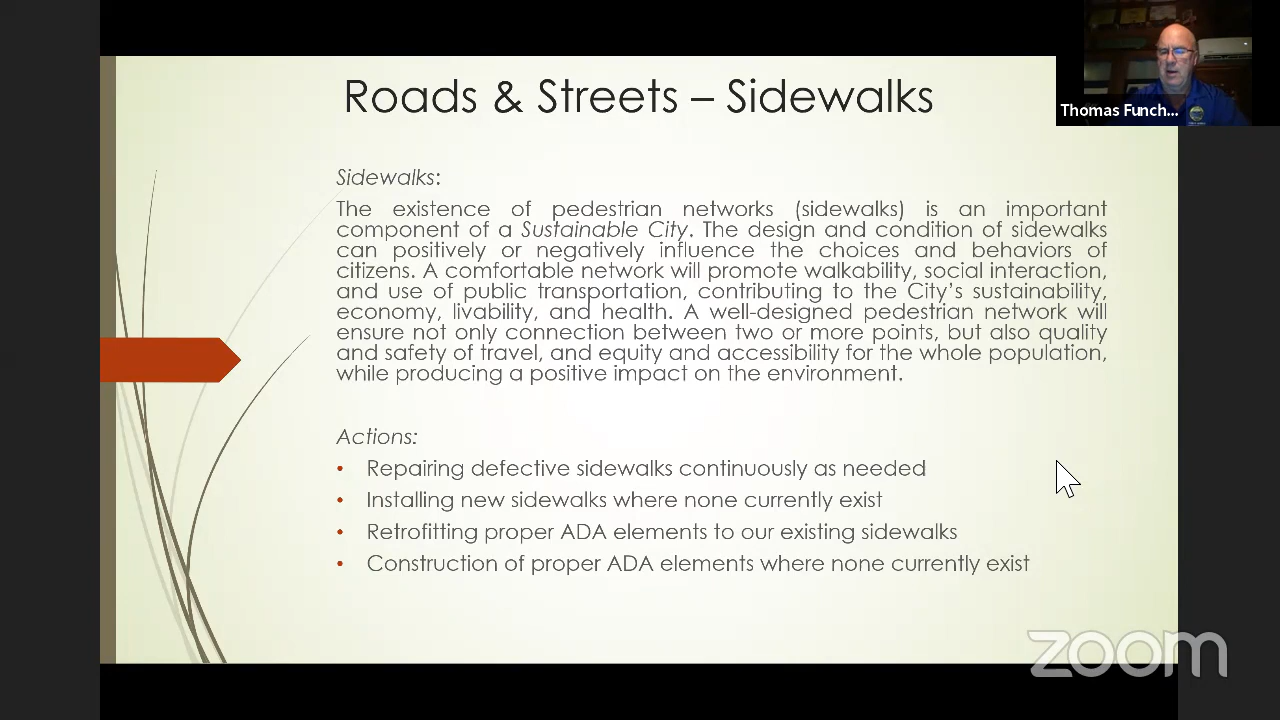 Roads & Streets – Sidewalks
Thomas Funch...
Sidewalks:
The existence of pedestrian networks (sidewalks) is an important
component of a Sustainable City. The design and condition of sidewalks
can positively or negatively influence the choices and behaviors of
citizens. A comfortable network will promote walkability, social interaction,
and use of public transportation, contributing to the City's sustainability,
economy, livability, and health. A well-designed pedestrian network will
ensure not only connection between two or more points, but also quality
and safety of travel, and equity and accessibility for the whole population,
while producing a positive impact on the environment.
Actions:
• Repairing defective sidewalks continuously as needed
• Installing new sidewalks where none currently exist
• Retrofitting proper ADA elements to our existing sidewalks
• Construction of proper ADA elements where none currently exist
zoom